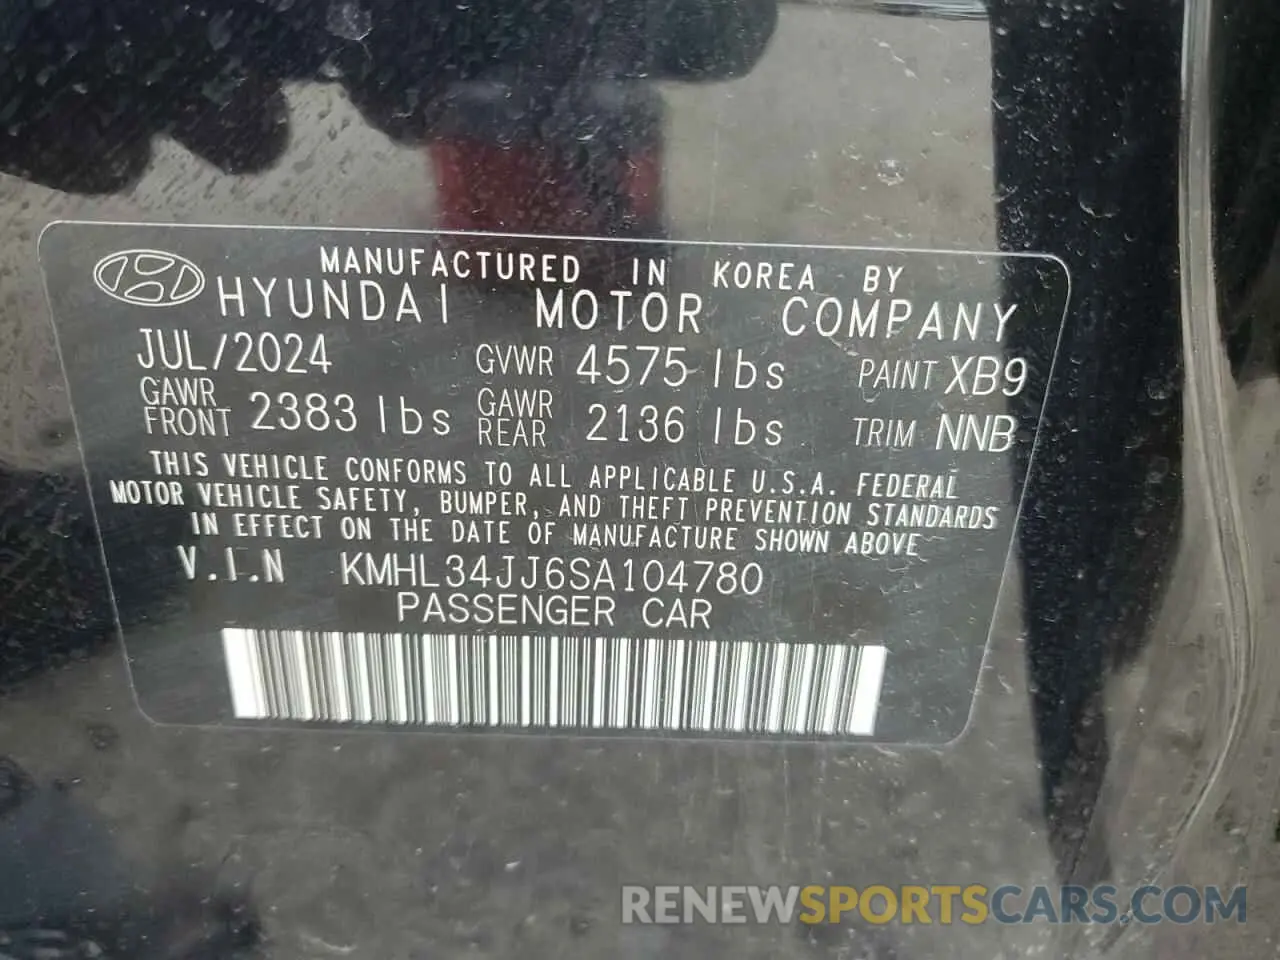 MANUFACTURED IN KOREA BY
HYUNDAI MOTOR COMPANY
JUL/2024 GVWR 4575 lbs PAINT XB9
GAWR FRONT 2383 lbs GAWR REAR 2136 lbs TRIM NNB
THIS VEHICLE CONFORMS TO ALL APPLICABLE U.S.A. FEDERAL
MOTOR VEHICLE SAFETY, BUMPER, AND THEFT PREVENTION STANDARDS
IN EFFECT ON THE DATE OF MANUFACTURE SHOWN ABOVE
V.I.N KMHL34JJ6SA104780
PASSENGER CAR
RENEWSPORTSCARS.COM